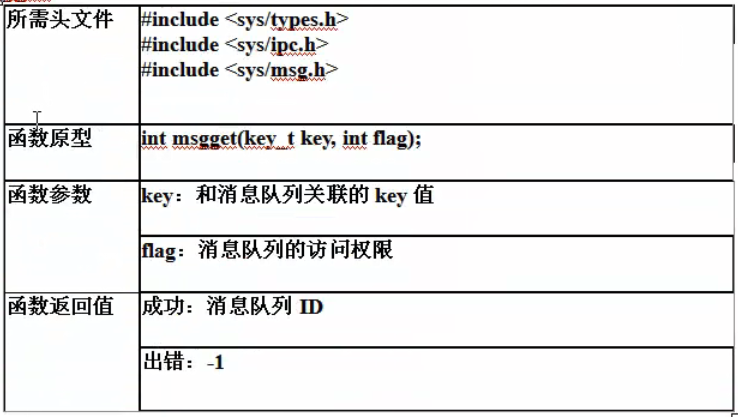 所需头文件
#include <sys/types.h>
#include <sys/ipc.h>
#include <sys/msg.h>
函数原型
int msgget(key_t key, int flag);
函数参数
key：和消息队列关联的 key 值
flag：消息队列的访问权限
函数返回值
成功：消息队列 ID
出错：-1